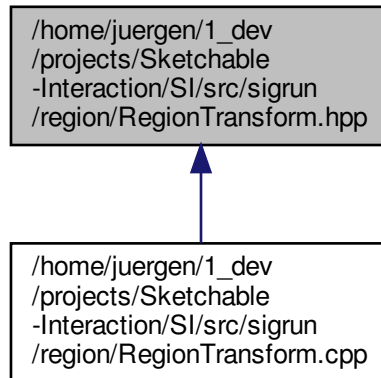 /home/juergen/1_dev
/projects/Sketchable
-Interaction/SI/src/sigrun
/region/RegionTransform.hpp
/home/juergen/1_dev
/projects/Sketchable
-Interaction/SI/src/sigrun
/region/RegionTransform.cpp